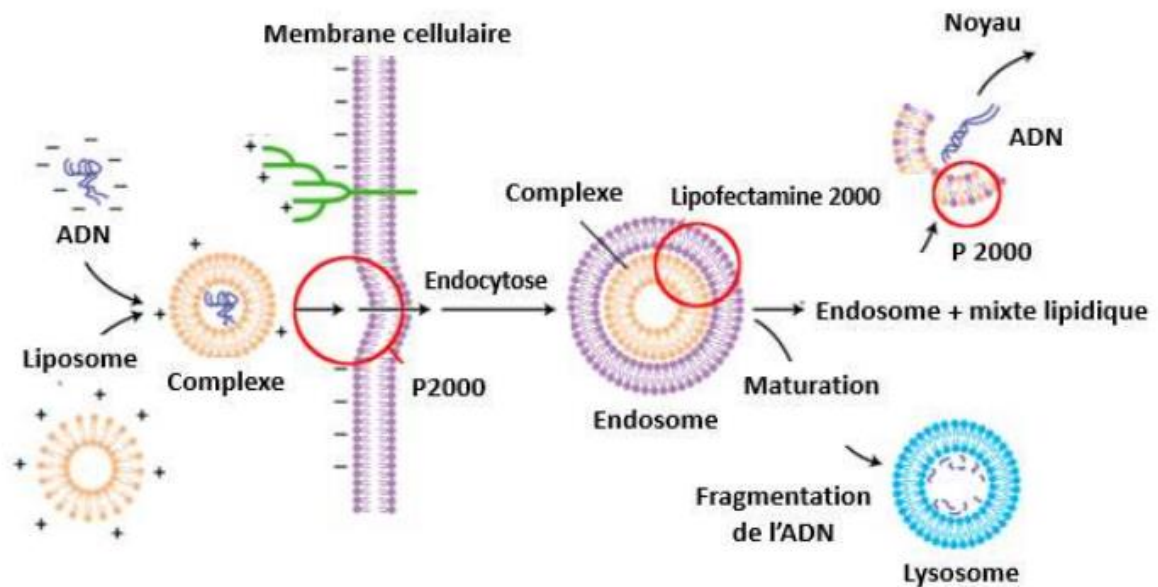 Membrane cellulaire
Noyau
ADN
ADN
Complexe
Lipofectamine 2000
P 2000
Endocytose
Endosome + mixte lipidique
Liposome
Complexe
P2000
Maturation
Endosome
Fragmentation
de l'ADN
Lysosome